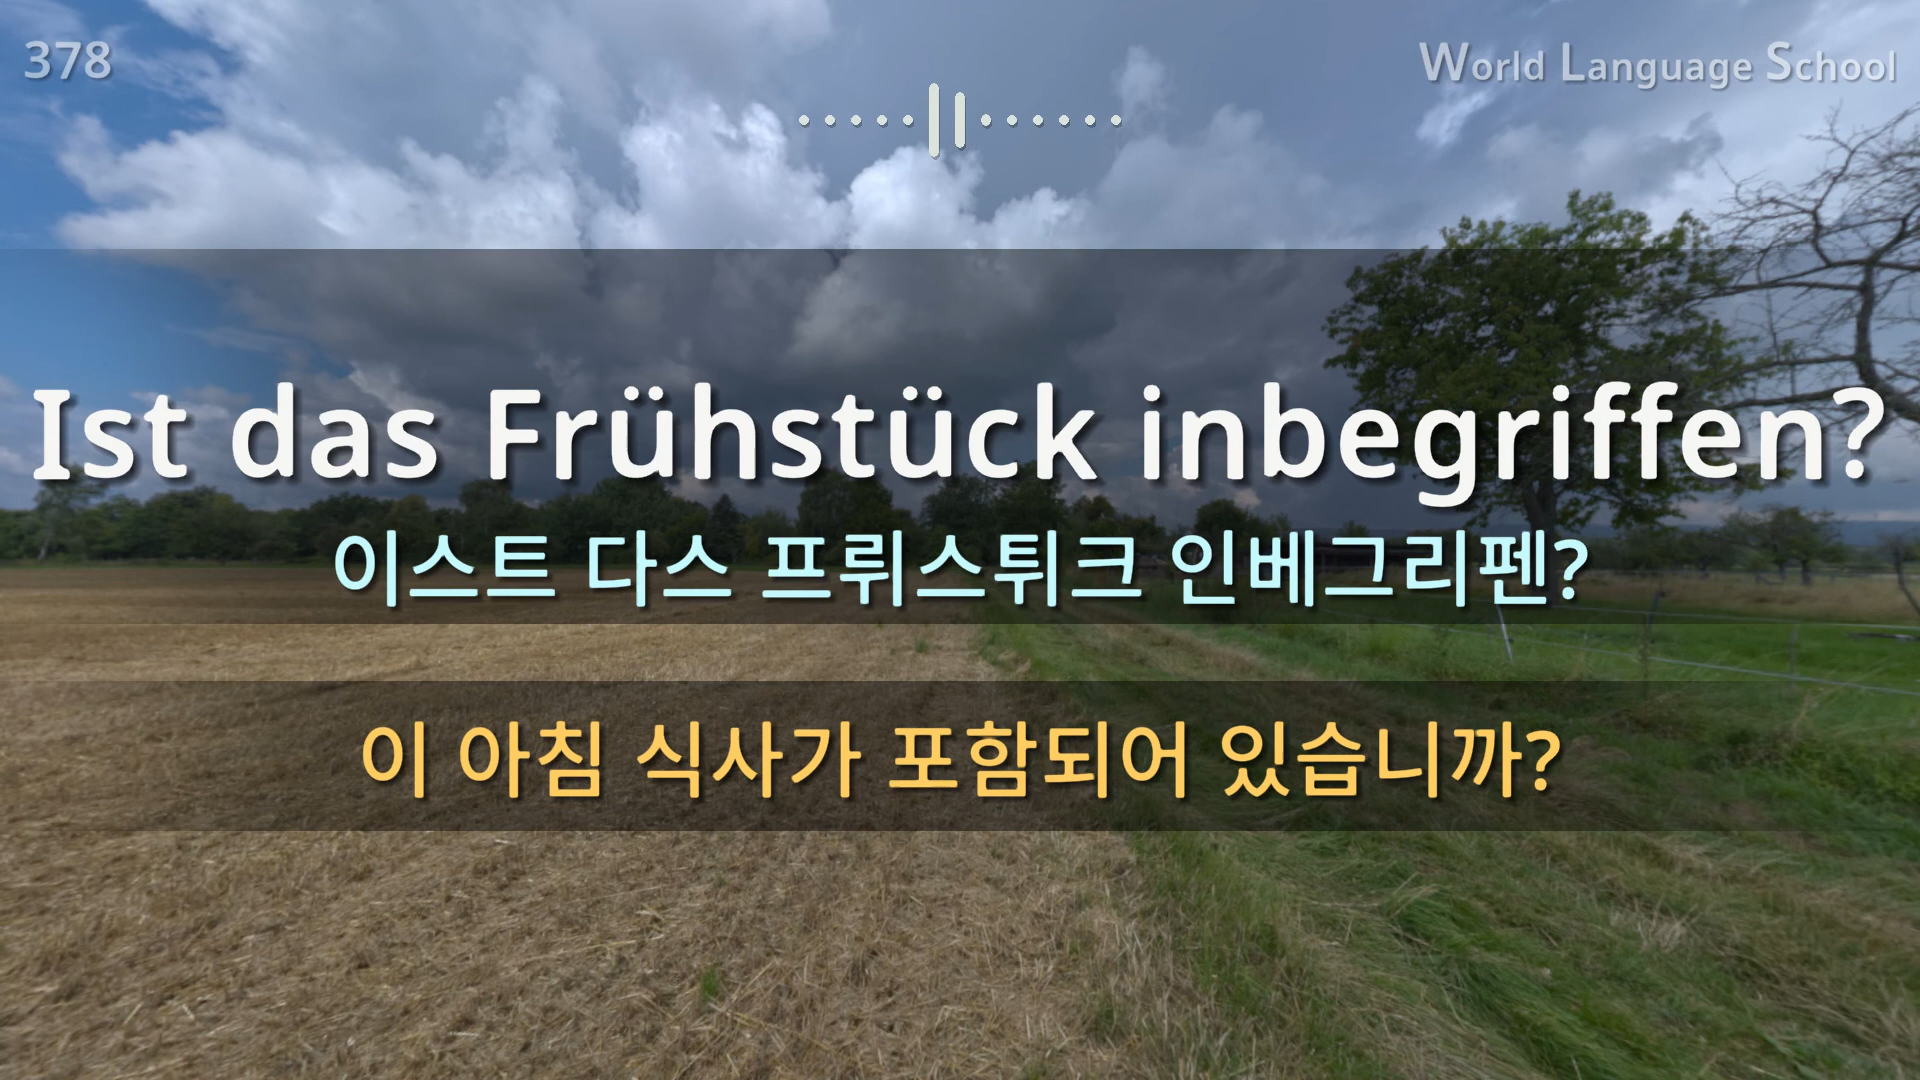 378
World Language School
Ist das Frühstück inbegriffen?
이스트 다스 프뤼스튀크 인베그리펜?
이 아침 식사가 포함되어 있습니까?